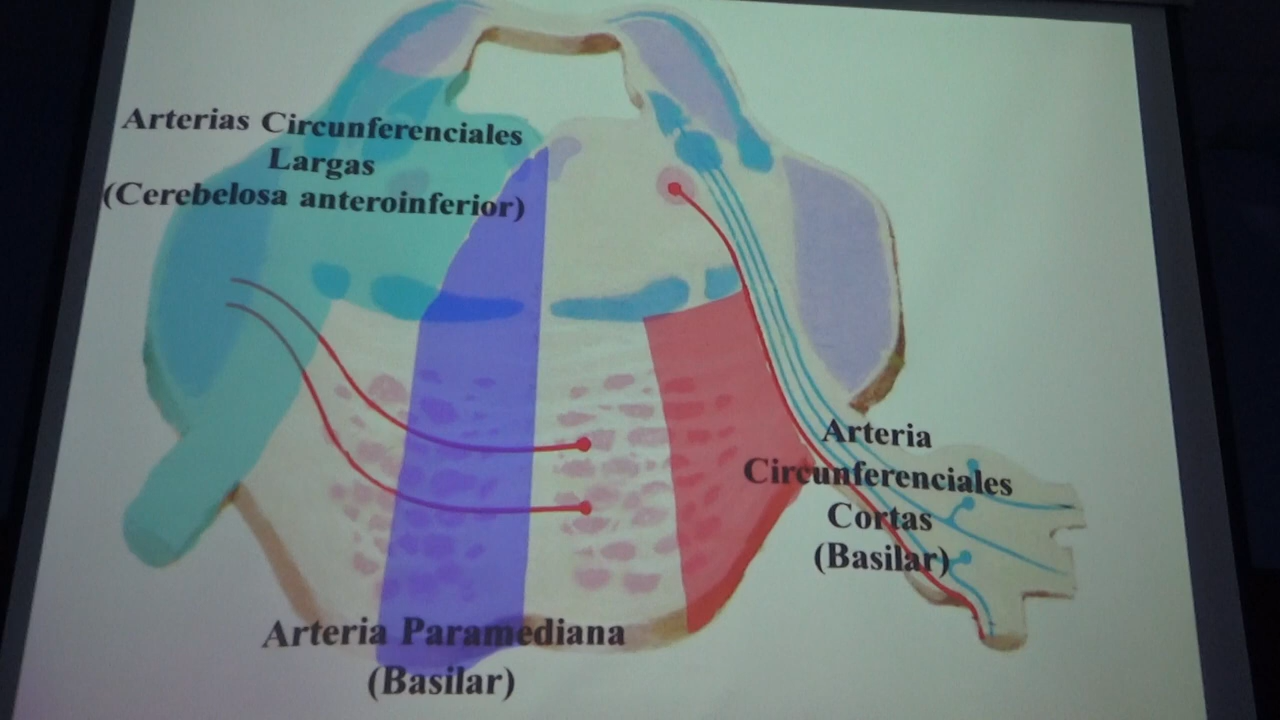 Arterias Circunferenciales
Largas
(Cerebelosa anteroinferior)
Arteria
Circunferenciales
Cortas
(Basilar)
Arteria Paramediana
(Basilar)